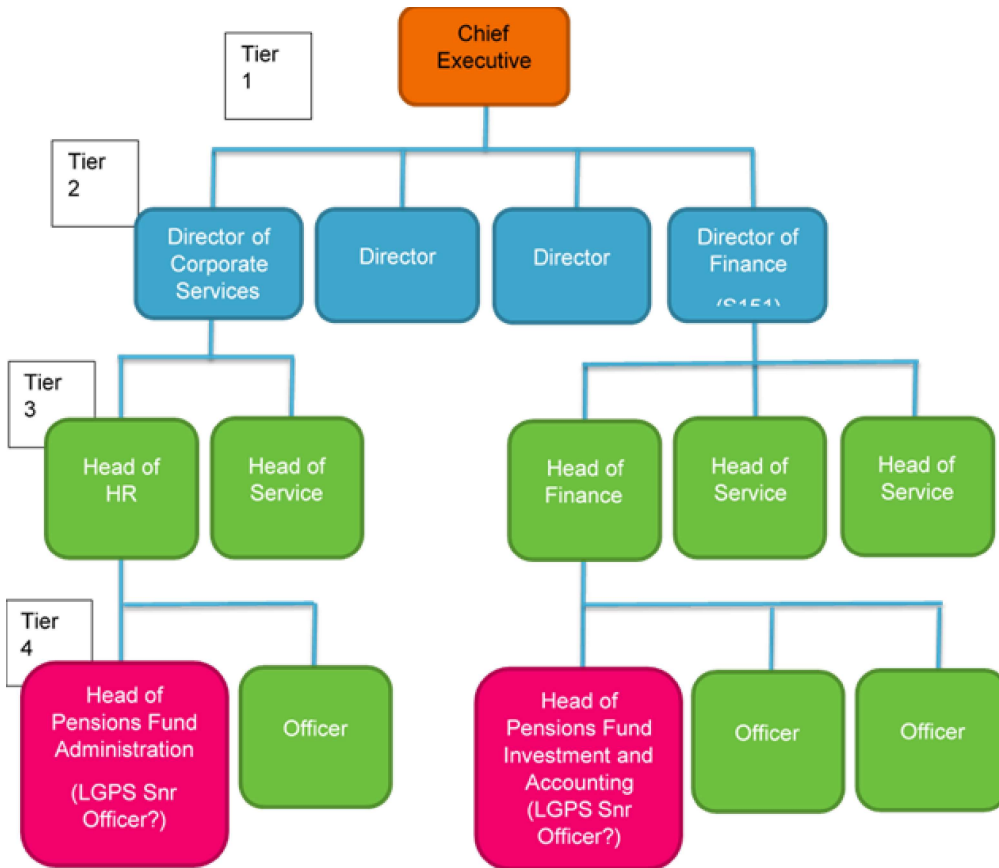 Tier
1
Chief
Executive
Tier
2
Director of
Corporate
Services
Director
Director
Director of
Finance
(S151)
Tier
3
Head of
HR
Head of
Service
Head of
Finance
Head of
Service
Head of
Service
Tier
4
Head of
Pensions Fund
Administration
(LGPS Snr
Officer?)
Officer
Head of
Pensions Fund
Investment and
Accounting
(LGPS Snr
Officer?)
Officer
Officer